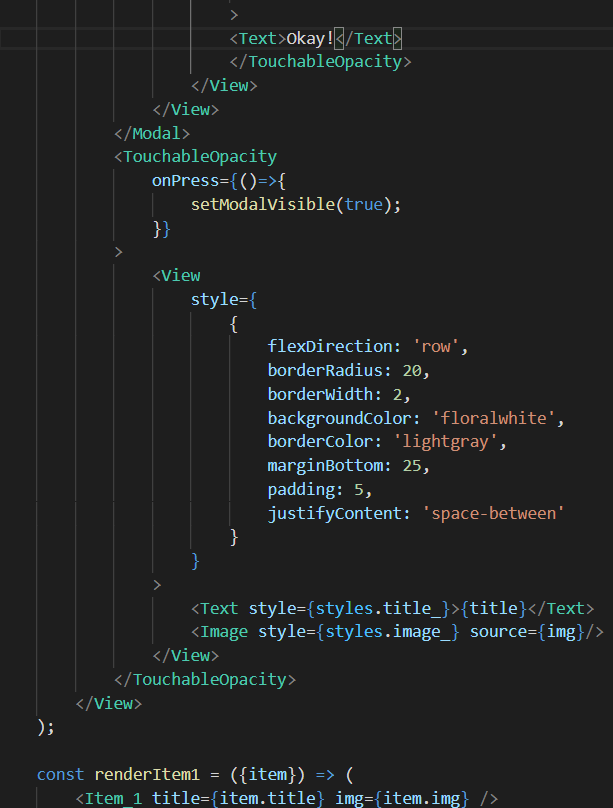 >
<Text>Okay!</Text>
</TouchableOpacity>
</View>
</View>
</Modal>
<TouchableOpacity
onPress={()=>{
setModalVisible(true);
}}
>
<View
style={
{
flexDirection: 'row',
borderRadius: 20,
borderWidth: 2,
backgroundColor: 'floralwhite',
borderColor: 'lightgray',
marginBottom: 25,
padding: 5,
justifyContent: 'space-between'
}
}
>
<Text style={styles.title_}>{title}</Text>
<Image style={styles.image_} source={img}/>
</View>
</TouchableOpacity>
</View>
);
const renderItem1 = ({item}) => (
<Item_1 title={item.title} img={item.img} />